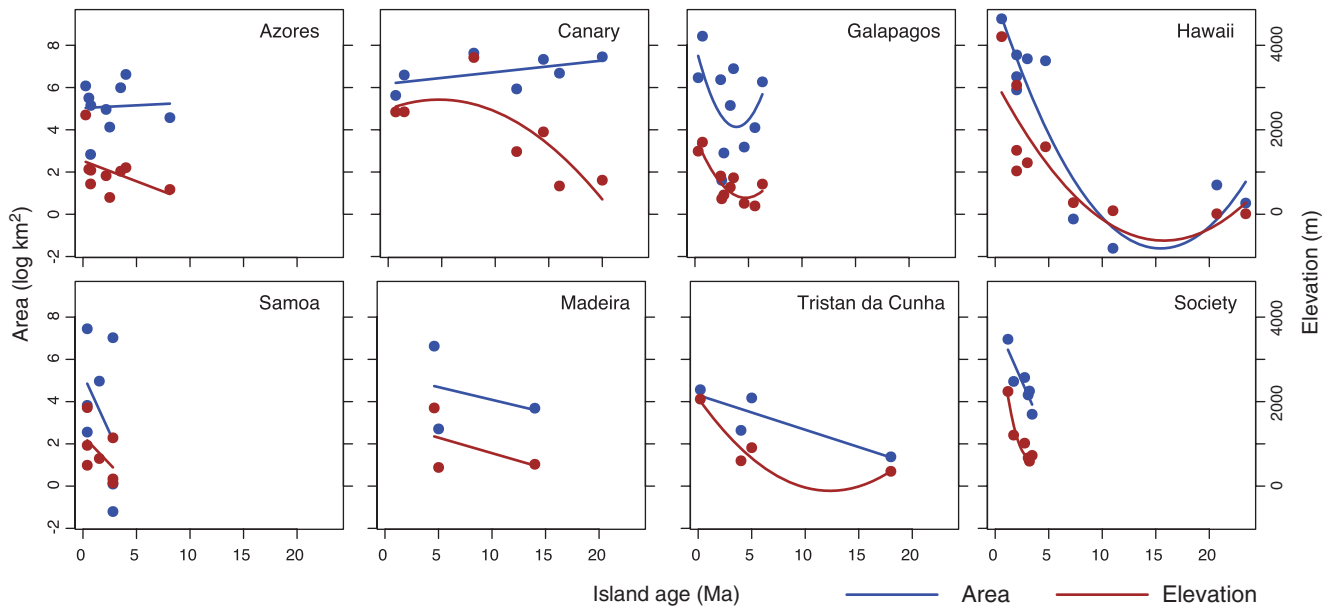 Azores
Canary
Galapagos
Hawaii
8
6
4
2
0
-2
4000
2000
0
Area (log km²)
Elevation (m)
Samoa
Madeira
Tristan da Cunha
Society
8
6
4
2
0
-2
4000
2000
0
0 5 10 15 20
0 5 10 15 20
0 5 10 15 20
0 5 10 15 20
Island age (Ma)
Area
Elevation